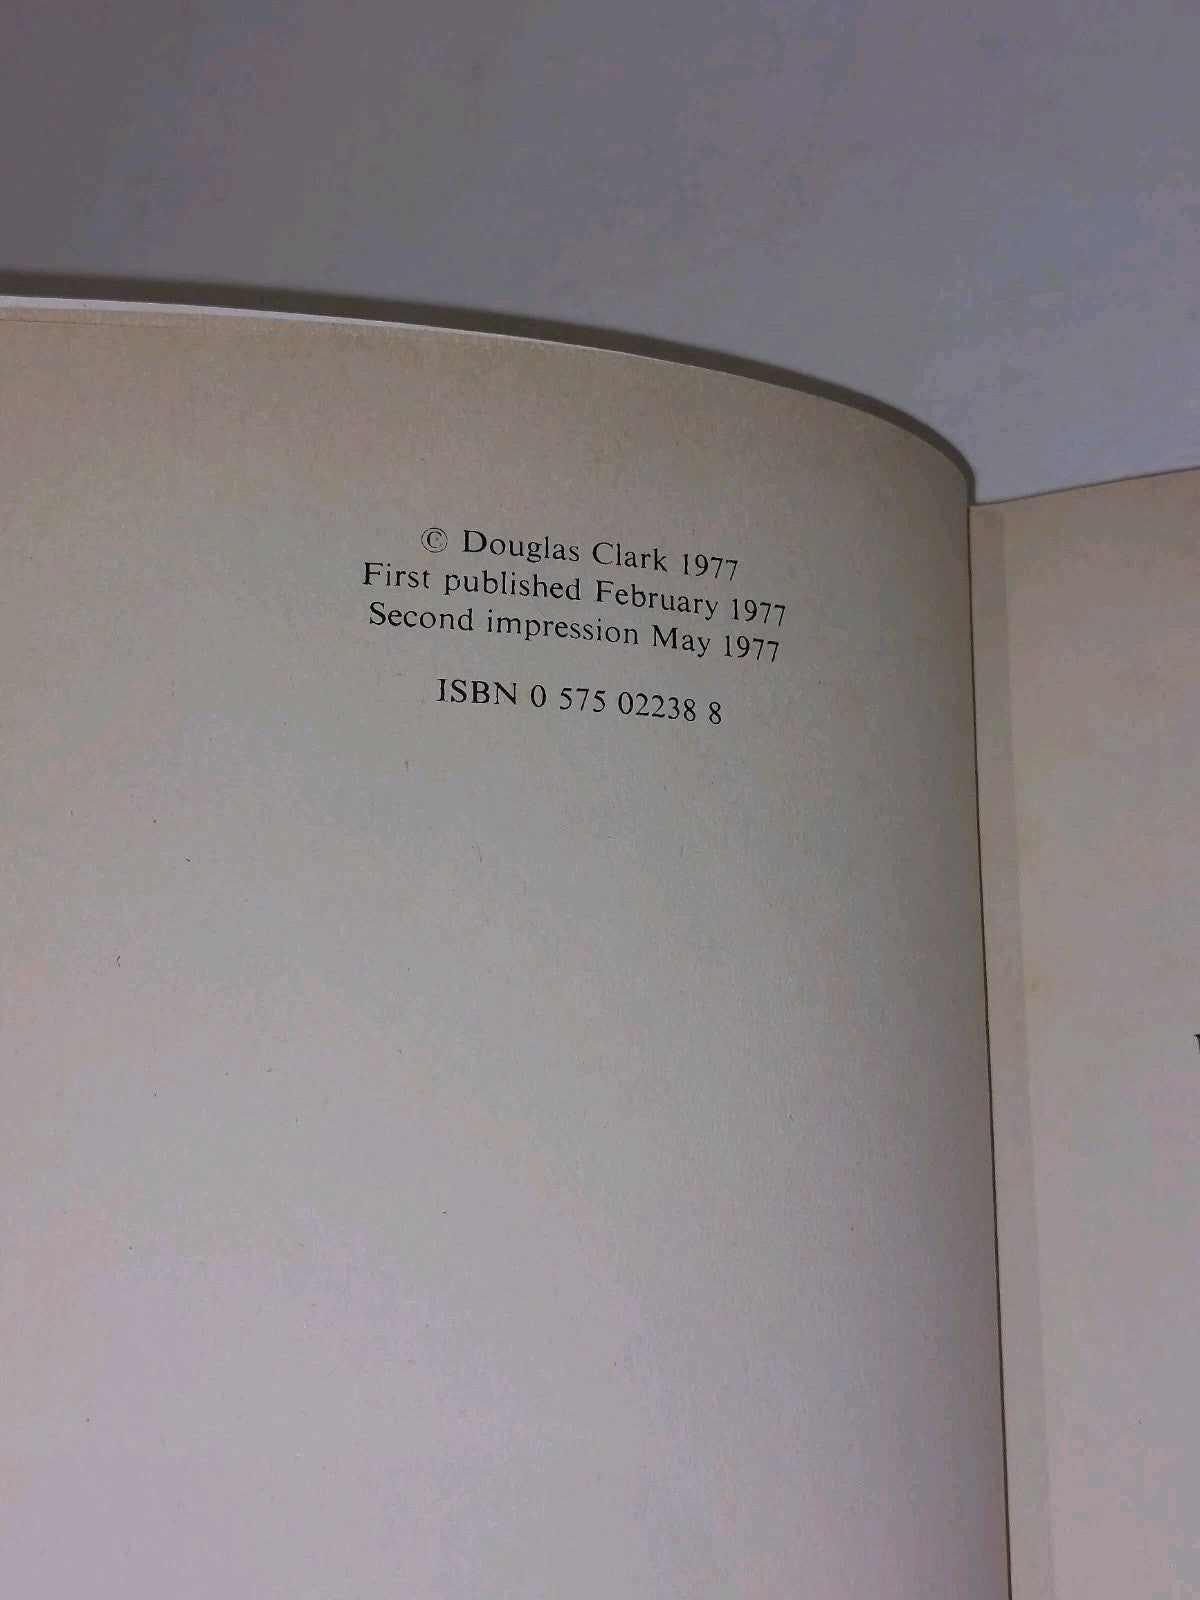 © Douglas Clark 1977
First published February 1977
Second impression May 1977
ISBN 0 575 02238 8